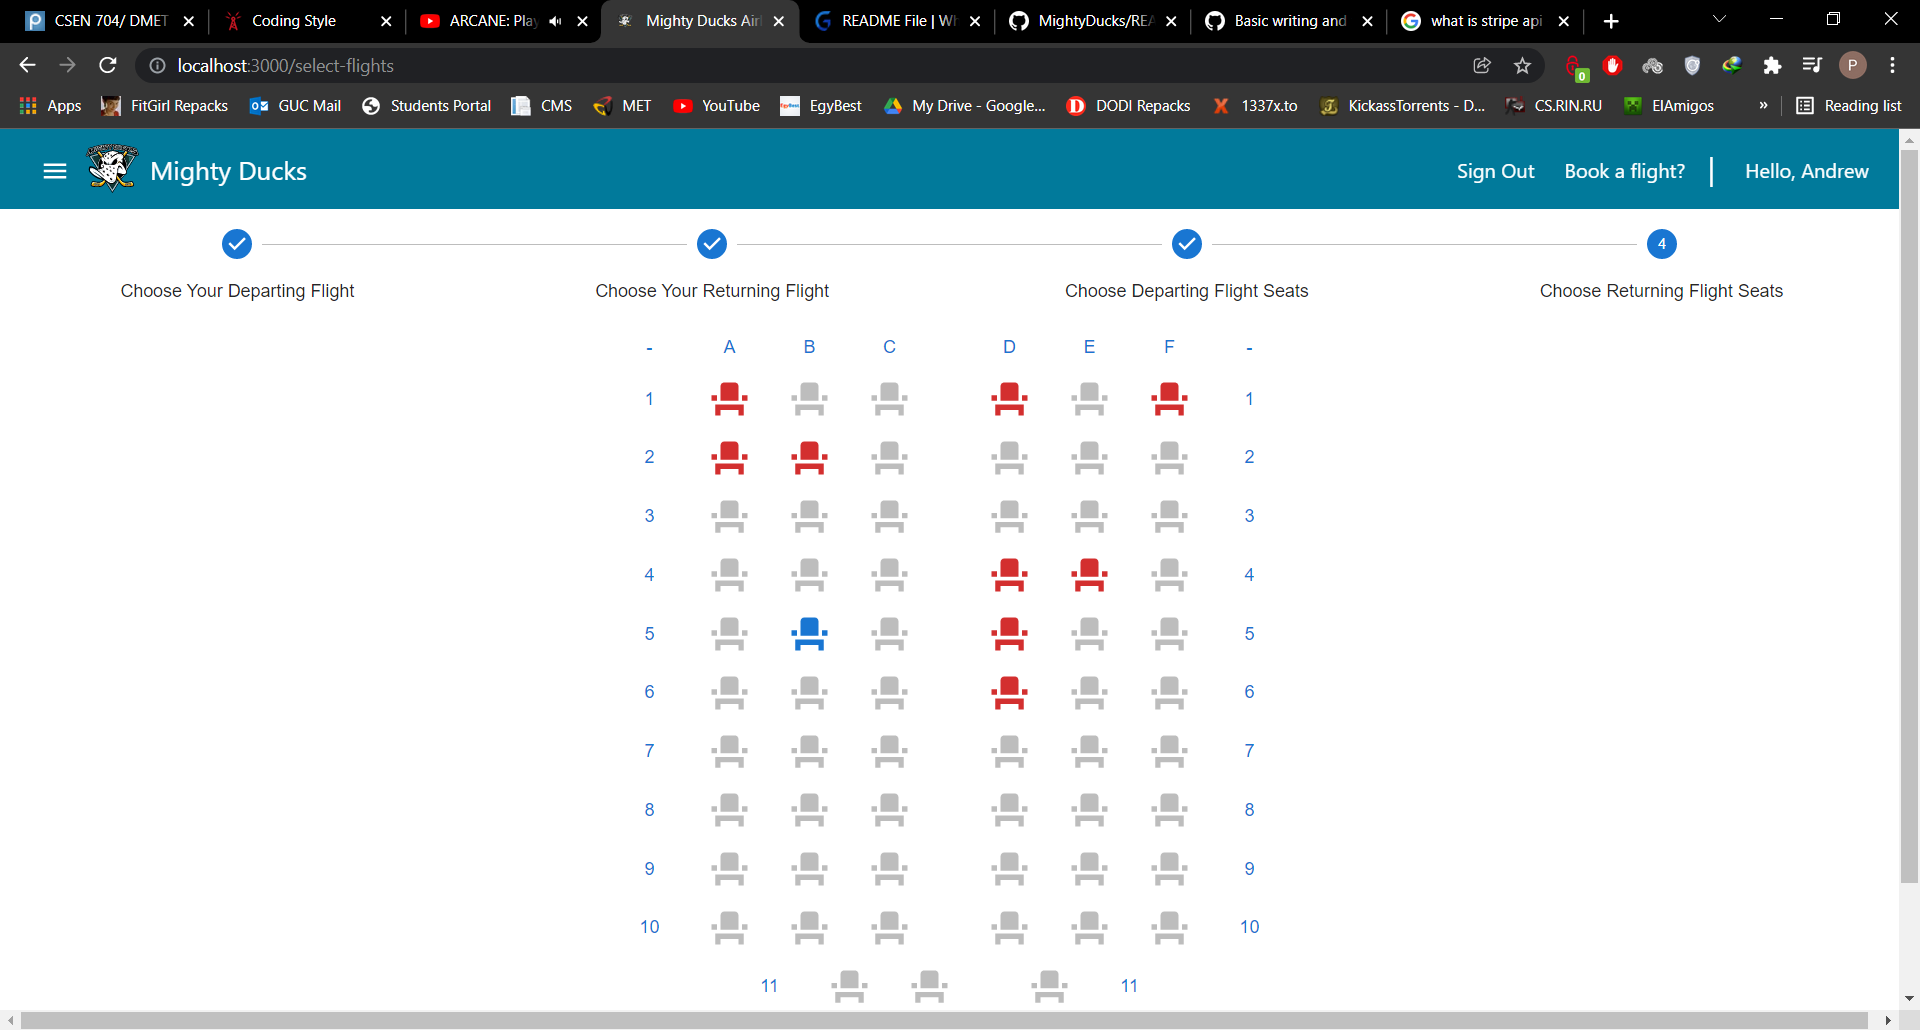 CSEN 704/ DMET
Coding Style
ARCANE: Play
Mighty Ducks Airl
README File | Wh
MightyDucks/REA
Basic writing and
what is stripe api
localhost:3000/select-flights
0
P
Apps
FitGirl Repacks
GUC Mail
Students Portal
CMS
MET
YouTube
EgyBest
My Drive - Google...
DODI Repacks
1337x.to
KickassTorrents - D...
CS.RIN.RU
ElAmigos
»
Reading list
Mighty Ducks
Sign Out
Book a flight?
Hello, Andrew
4
Choose Your Departing Flight
Choose Your Returning Flight
Choose Departing Flight Seats
Choose Returning Flight Seats
- A B C D E F -
1 1
2 2
3 3
4 4
5 5
6 6
7 7
8 8
9 9
10 10
11 11